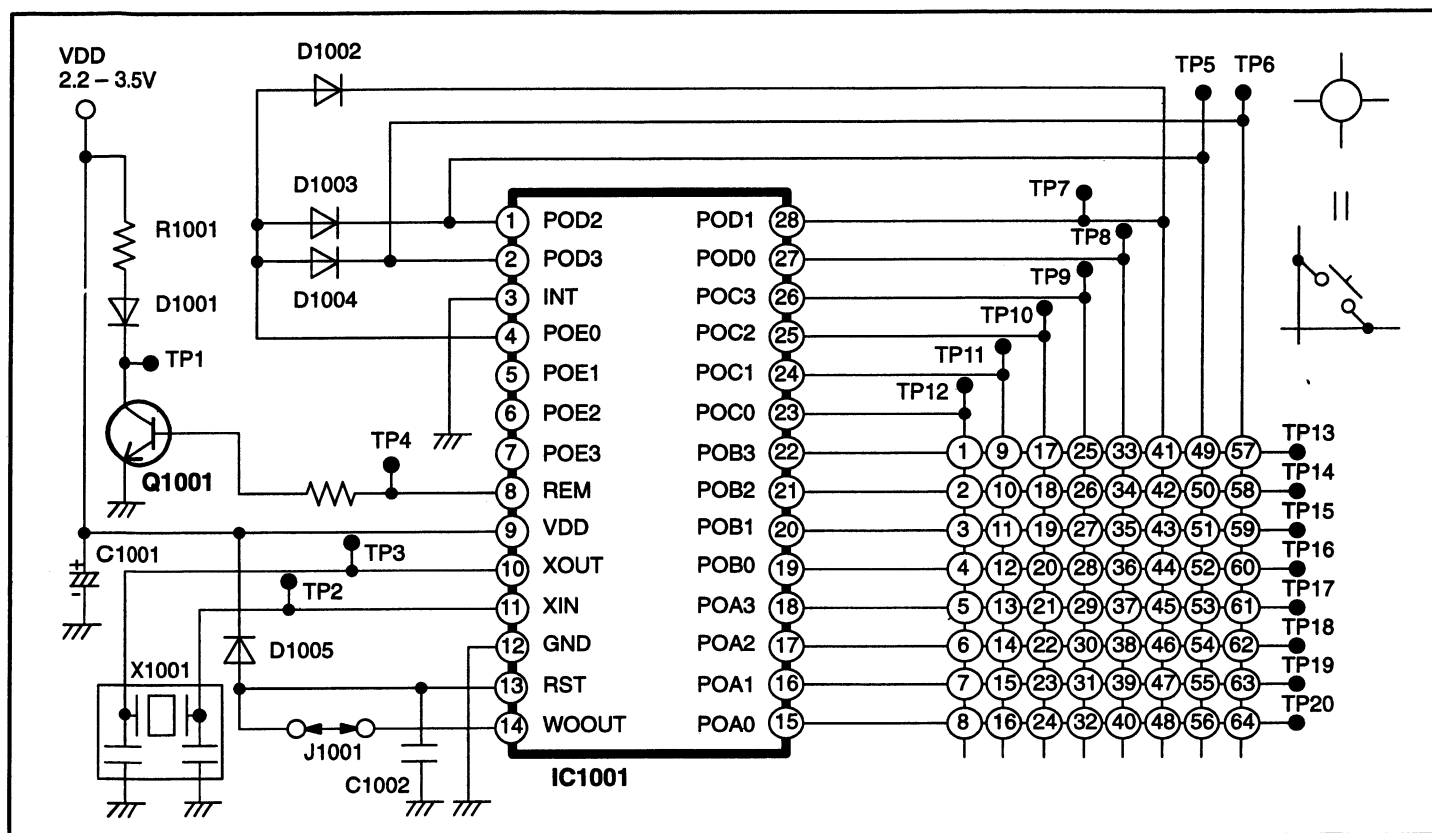 VDD
2.2 – 3.5V
D1002
TP5 TP6
R1001
D1003
D1004
D1001
TP1
Q1001
TP4
TP3
TP2
C1001
+
-
D1005
X1001
J1001
C1002
IC1001
1 POD2 POD1 28
2 POD3 POD0 27
3 INT POC3 26
4 POE0 POC2 25
5 POE1 POC1 24
6 POE2 POC0 23
7 POE3 POB3 22
8 REM POB2 21
9 VDD POB1 20
10 XOUT POB0 19
11 XIN POA3 18
12 GND POA2 17
13 RST POA1 16
14 WOOUT POA0 15
TP7
TP8
TP9
TP10
TP11
TP12
1 9 17 25 33 41 49 57 TP13
2 10 18 26 34 42 50 58 TP14
3 11 19 27 35 43 51 59 TP15
4 12 20 28 36 44 52 60 TP16
5 13 21 29 37 45 53 61 TP17
6 14 22 30 38 46 54 62 TP18
7 15 23 31 39 47 55 63 TP19
8 16 24 32 40 48 56 64 TP20